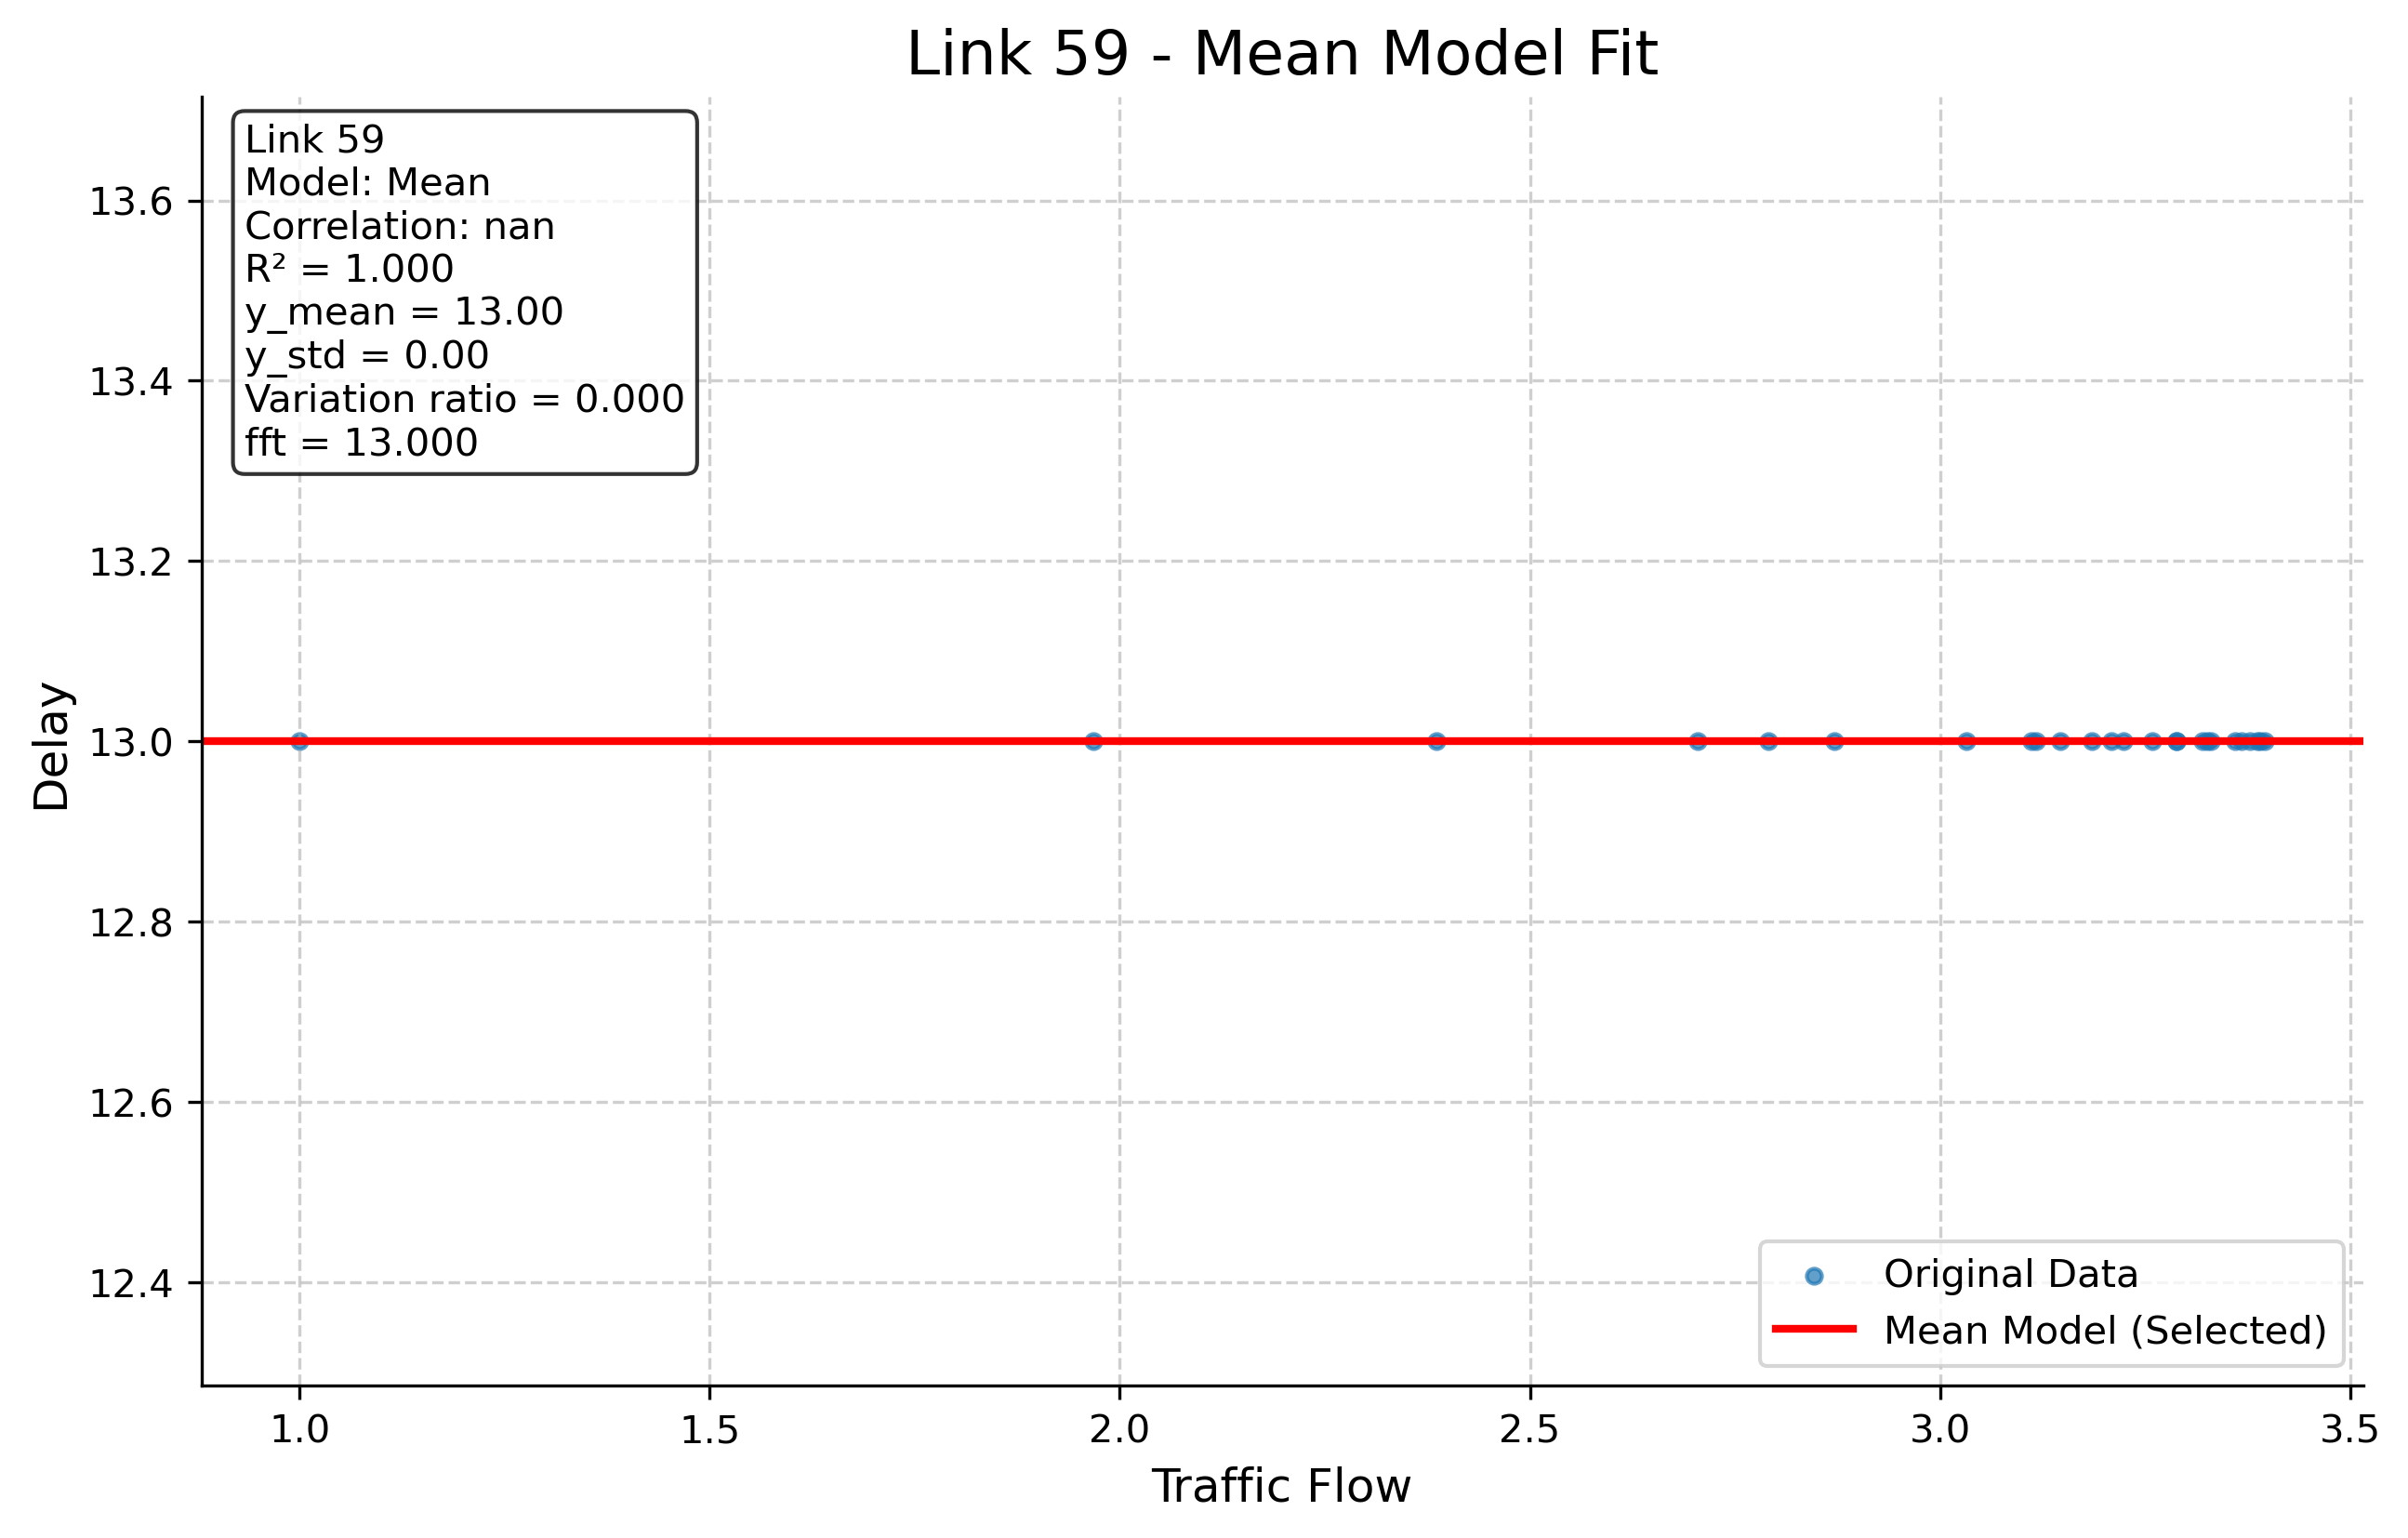 Link 59 - Mean Model Fit
Link 59
Model: Mean
Correlation: nan
R² = 1.000
y_mean = 13.00
y_std = 0.00
Variation ratio = 0.000
fft = 13.000
Delay
13.6
13.4
13.2
13.0
12.8
12.6
12.4
Original Data
Mean Model (Selected)
1.0 1.5 2.0 2.5 3.0 3.5
Traffic Flow